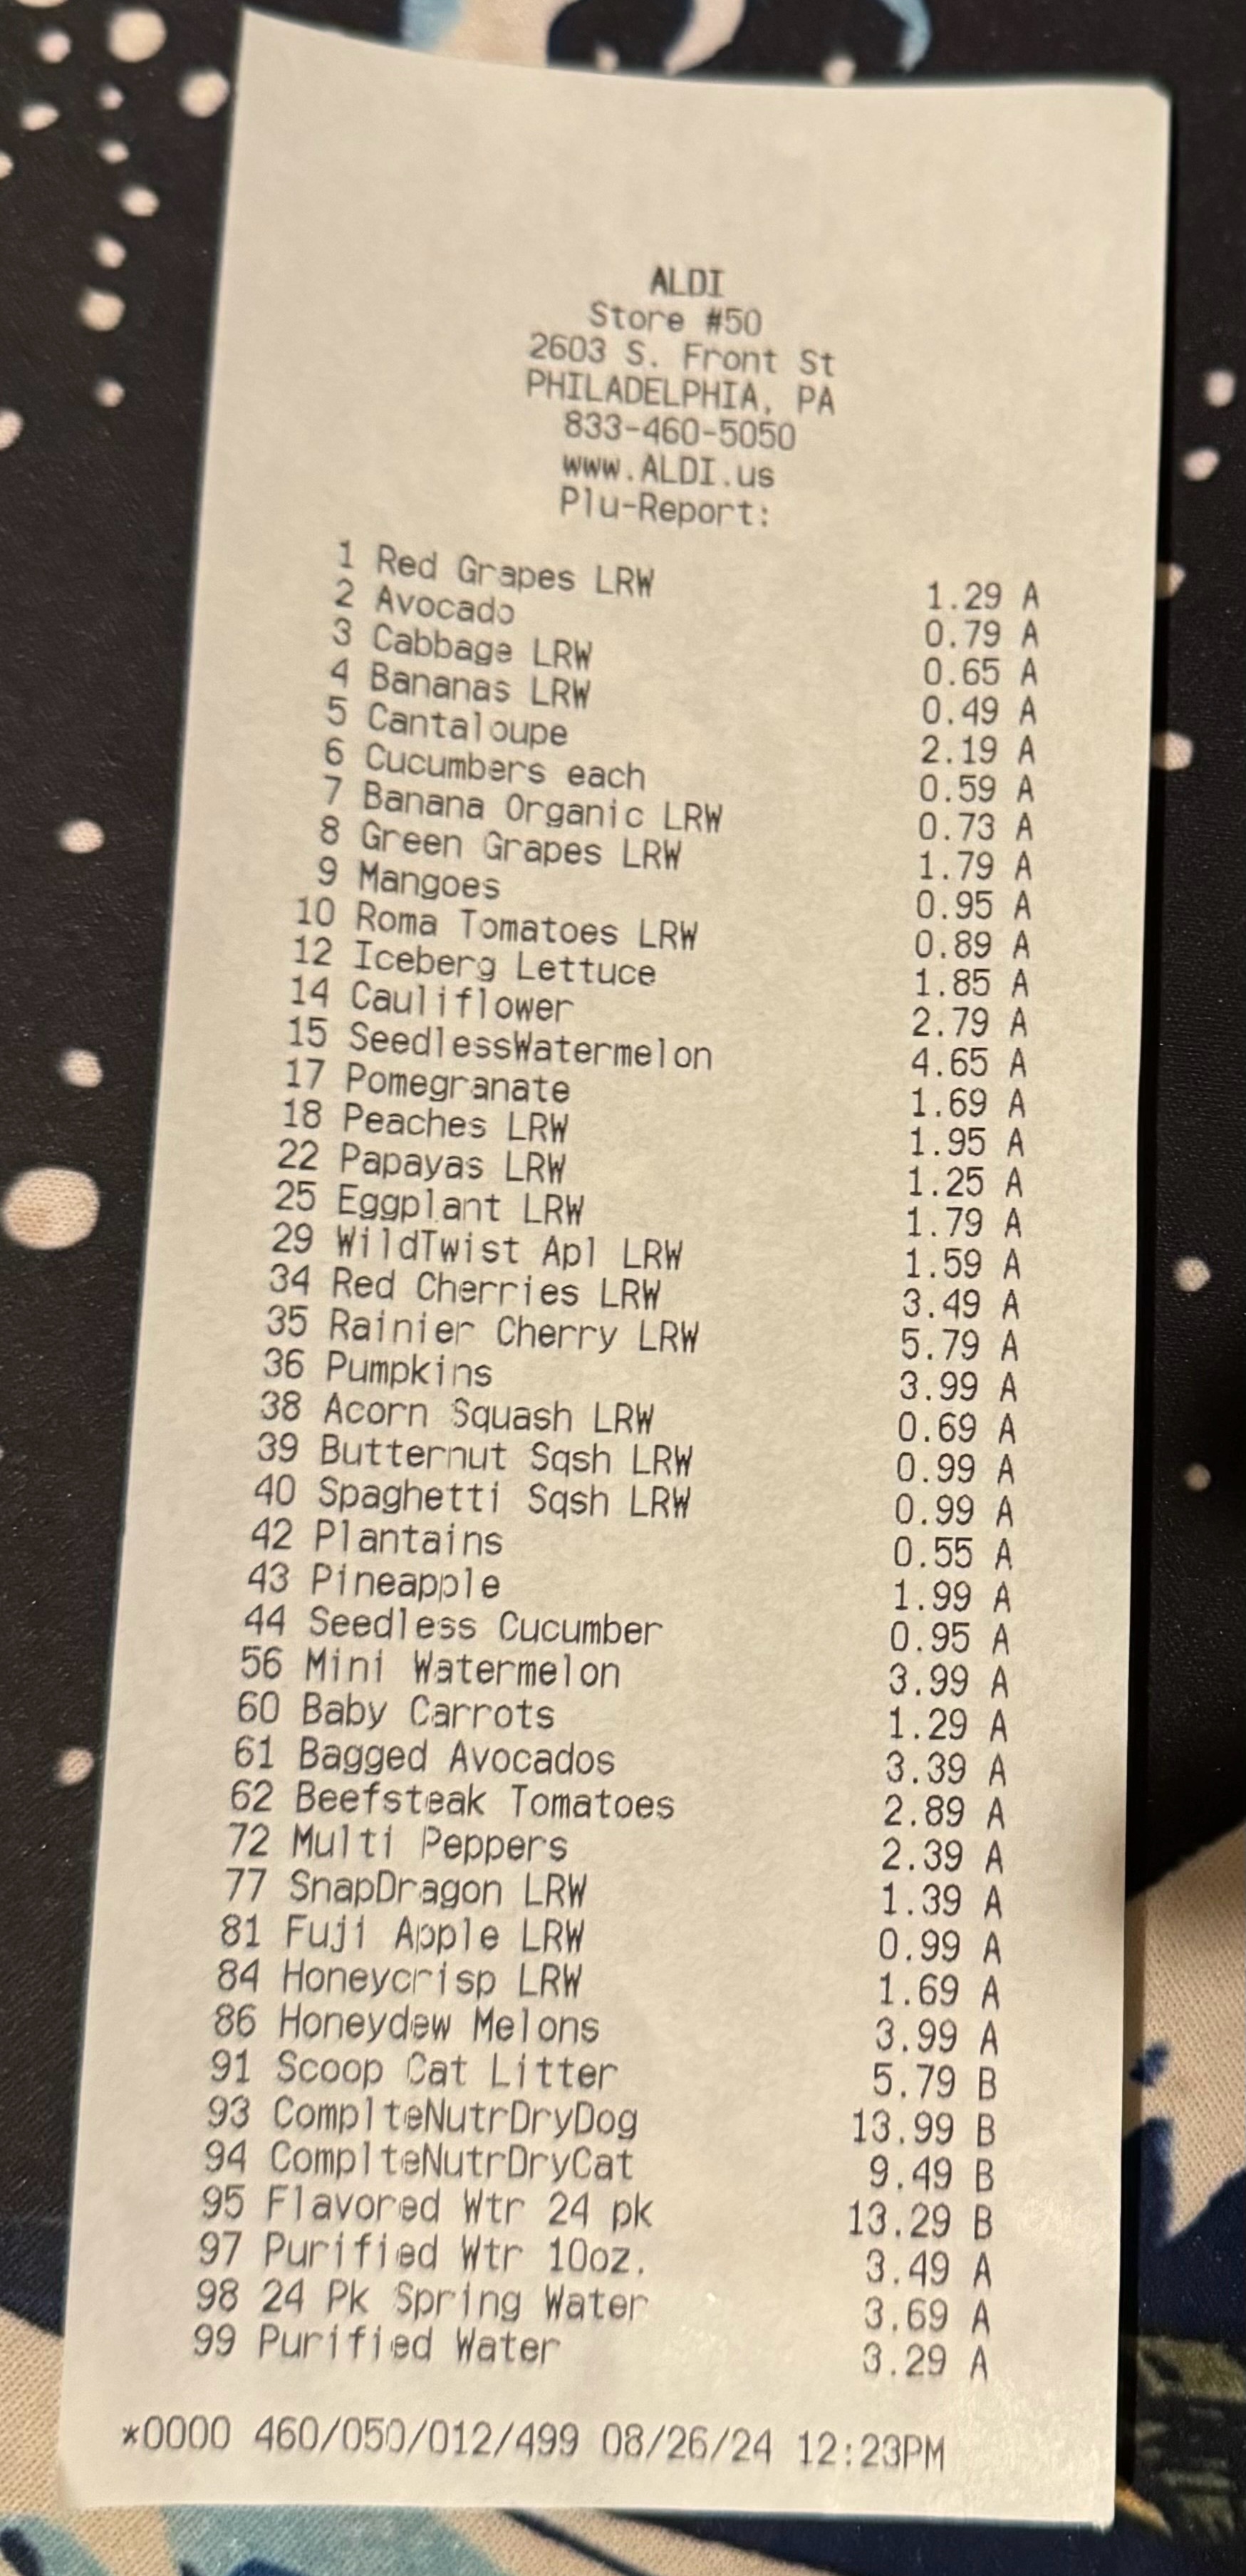 ALDI
Store #50
2603 S. Front St
PHILADELPHIA, PA
833-460-5050
www.ALDI.us
Plu-Report:
1 Red Grapes LRW 1.29 A
2 Avocado 0.79 A
3 Cabbage LRW 0.65 A
4 Bananas LRW 0.49 A
5 Cantaloupe 2.19 A
6 Cucumbers each 0.59 A
7 Banana Organic LRW 0.73 A
8 Green Grapes LRW 1.79 A
9 Mangoes 0.95 A
10 Roma Tomatoes LRW 0.89 A
12 Iceberg Lettuce 1.85 A
14 Cauliflower 2.79 A
15 SeedlessWatermelon 4.65 A
17 Pomegranate 1.69 A
18 Peaches LRW 1.95 A
22 Papayas LRW 1.25 A
25 Eggplant LRW 1.79 A
29 WildTwist Apl LRW 1.59 A
34 Red Cherries LRW 3.49 A
35 Rainier Cherry LRW 5.79 A
36 Pumpkins 3.99 A
38 Acorn Squash LRW 0.69 A
39 Butternut Sqsh LRW 0.99 A
40 Spaghetti Sqsh LRW 0.99 A
42 Plantains 0.55 A
43 Pineapple 1.99 A
44 Seedless Cucumber 0.95 A
56 Mini Watermelon 3.99 A
60 Baby Carrots 1.29 A
61 Bagged Avocados 3.39 A
62 Beefsteak Tomatoes 2.89 A
72 Multi Peppers 2.39 A
77 SnapDragon LRW 1.39 A
81 Fuji Apple LRW 0.99 A
84 Honeycrisp LRW 1.69 A
86 Honeydew Melons 3.99 A
91 Scoop Cat Litter 5.79 B
93 ComplteNutrDryDog 13.99 B
94 ComplteNutrDryCat 9.49 B
95 Flavored Wtr 24 pk 13.29 B
97 Purified Wtr 10oz. 3.49 A
98 24 Pk Spring Water 3.69 A
99 Purified Water 3.29 A
*0000 460/050/012/499 08/26/24 12:23PM